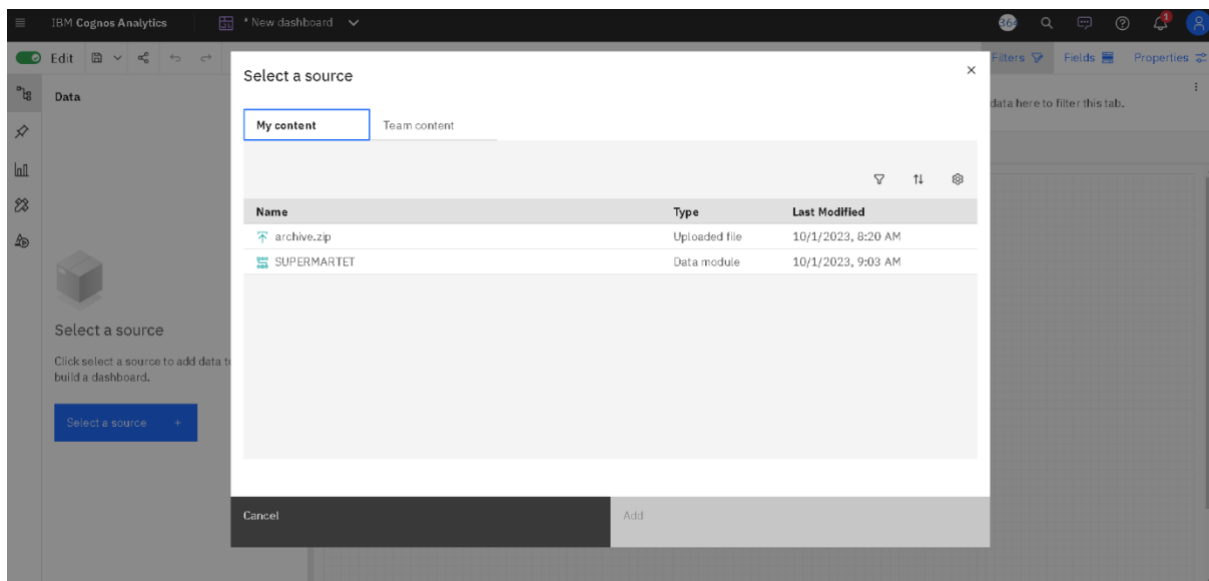 IBM Cognos Analytics
* New dashboard
364
1
Edit
Filters
Fields
Properties
Data
data here to filter this tab.
Select a source
My content
Team content
Name Type Last Modified
archive.zip Uploaded file 10/1/2023, 8:20 AM
SUPERMARTET Data module 10/1/2023, 9:03 AM
Cancel
Add
Select a source
Click select a source to add data
build a dashboard.
Select a source +